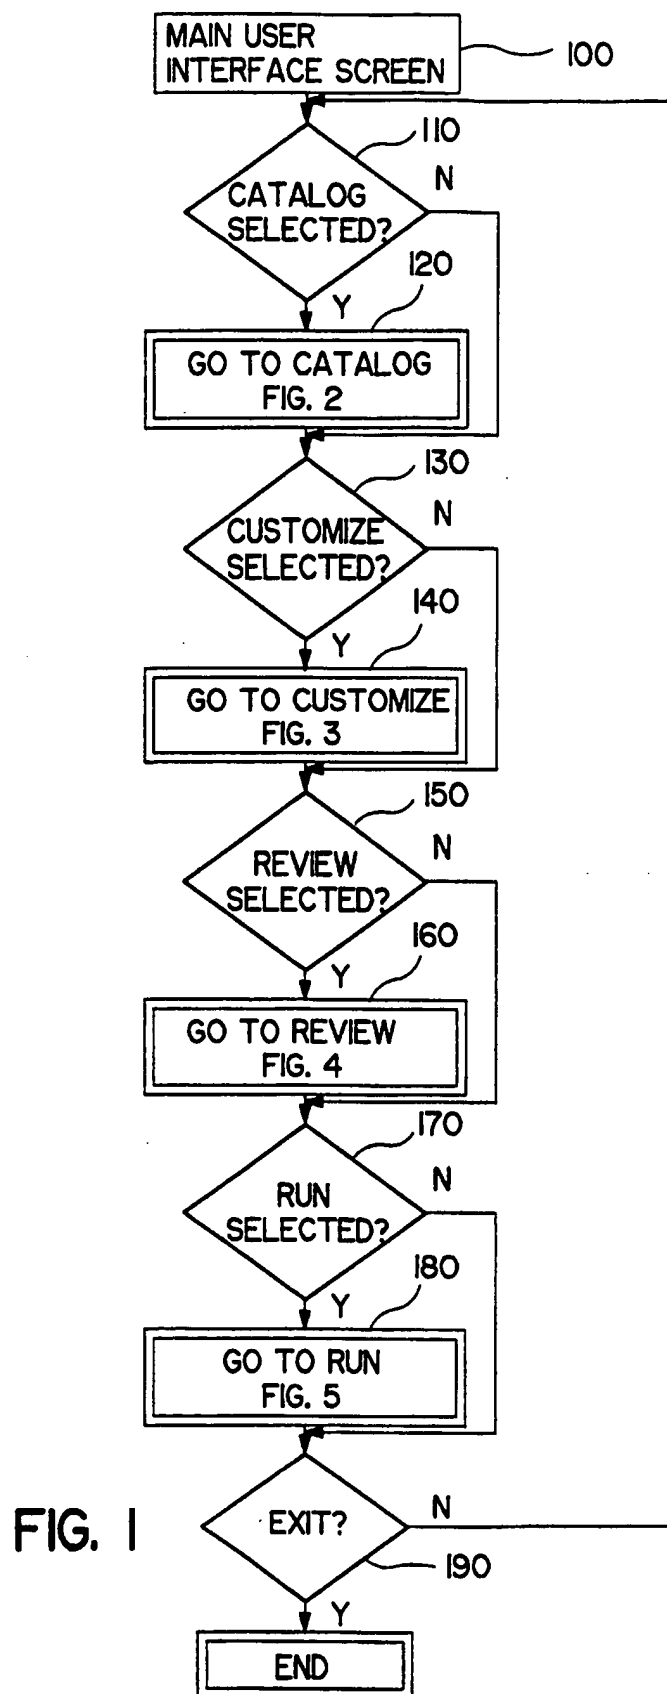 MAIN USER
INTERFACE SCREEN
100
110
N
CATALOG
SELECTED?
120
Y
GO TO CATALOG
FIG. 2
130
N
CUSTOMIZE
SELECTED?
140
Y
GO TO CUSTOMIZE
FIG. 3
150
N
REVIEW
SELECTED?
160
Y
GO TO REVIEW
FIG. 4
170
N
RUN
SELECTED?
180
Y
GO TO RUN
FIG. 5
FIG. 1
EXIT?
N
190
Y
END